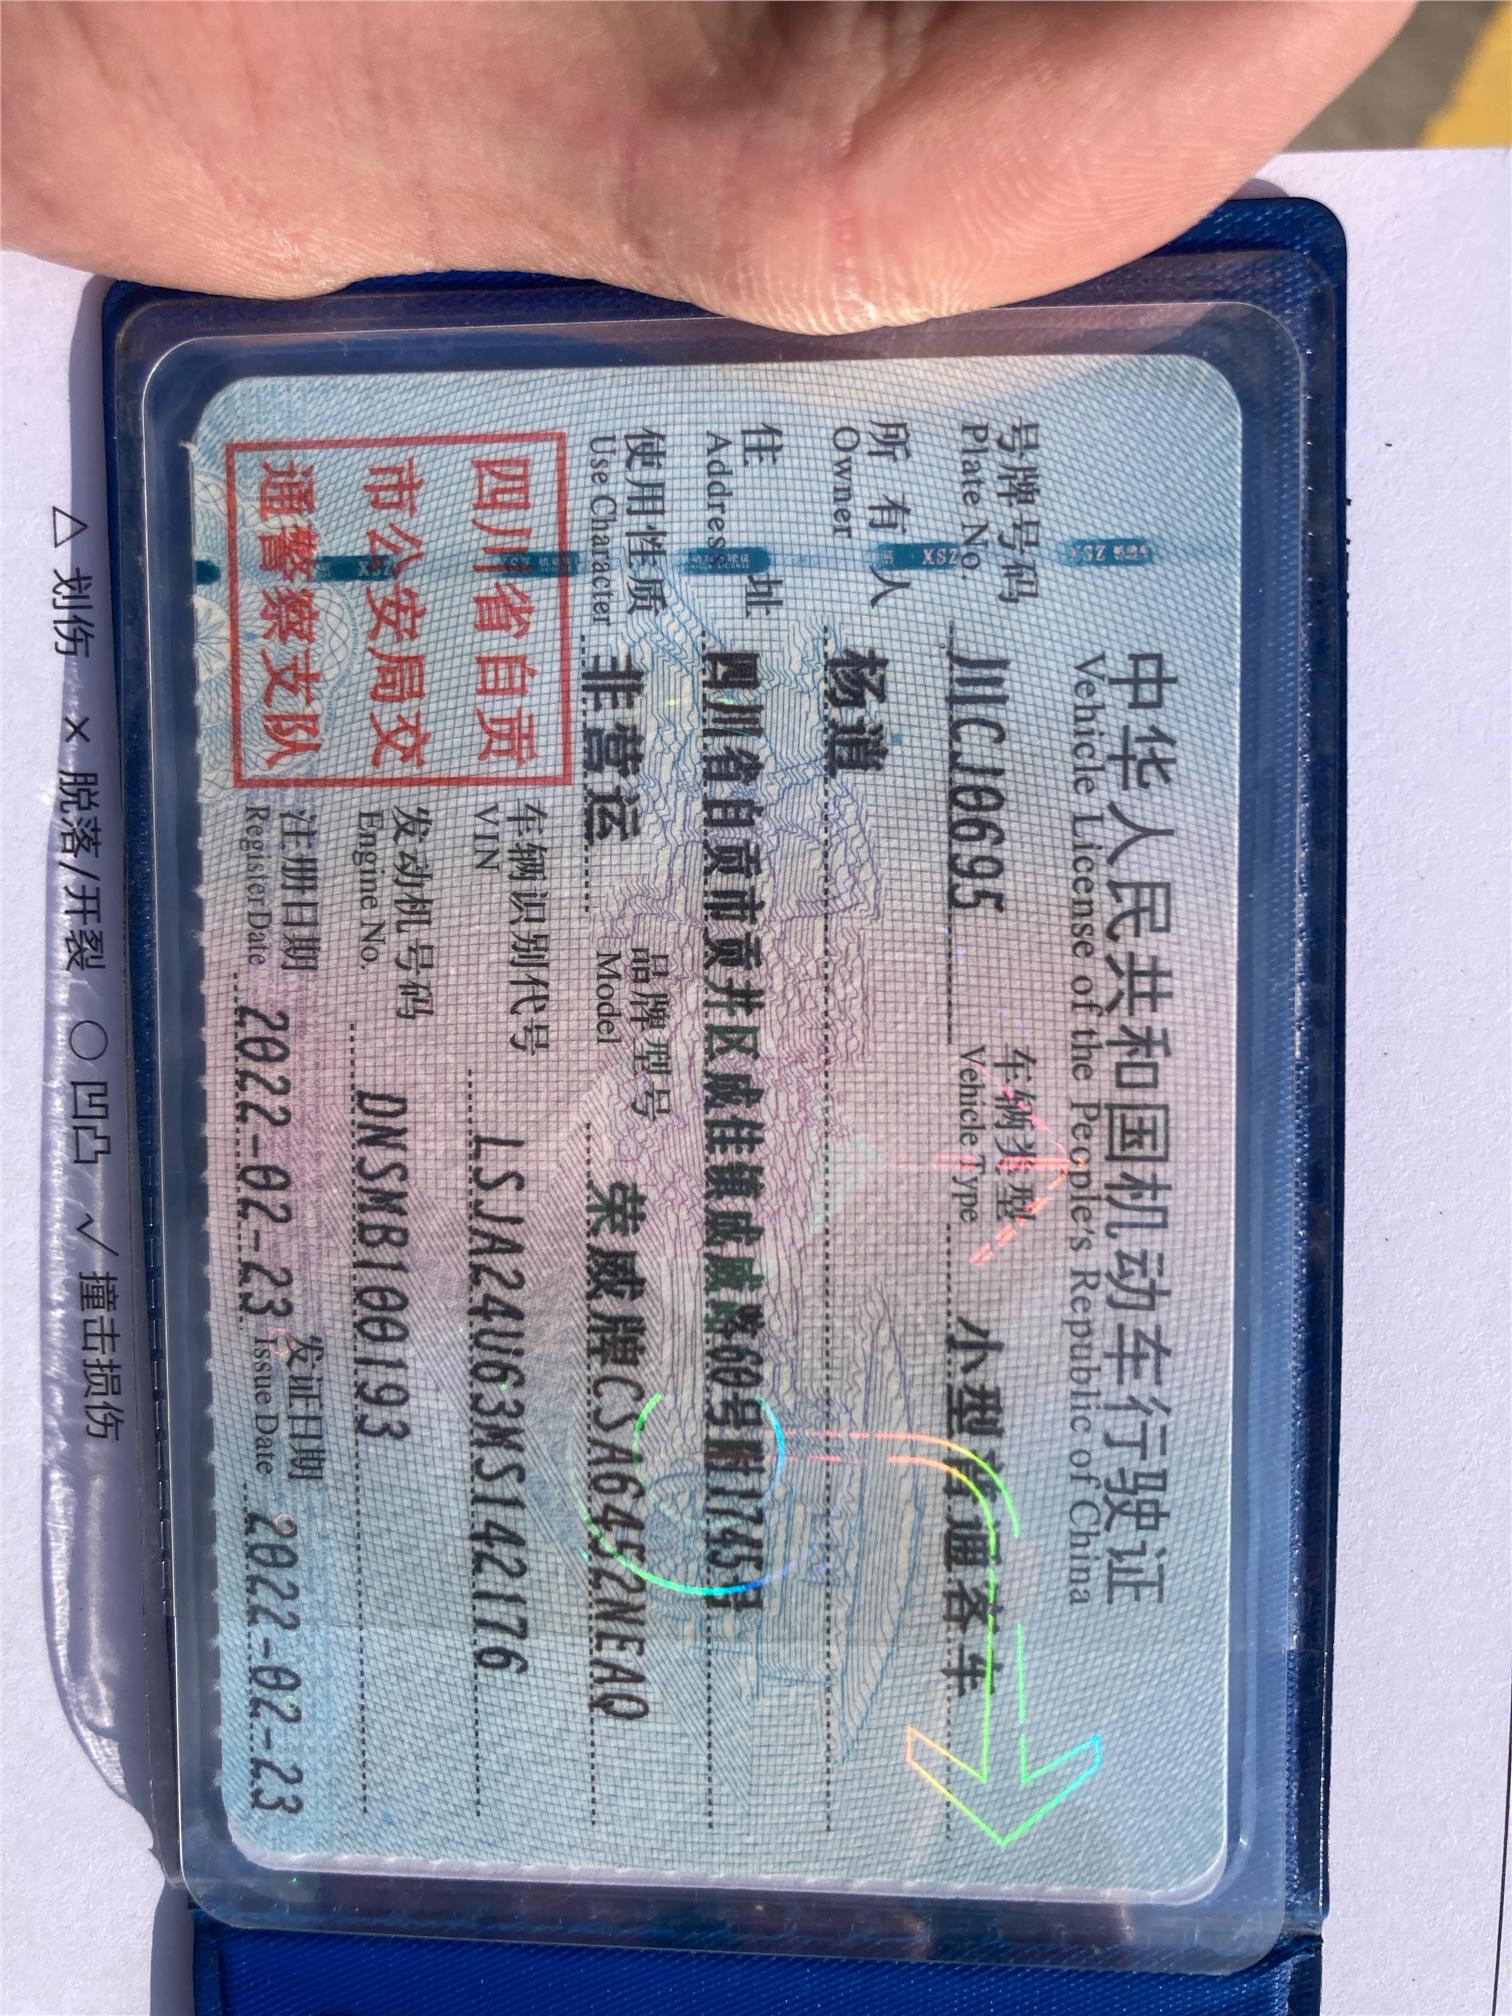 中华人民共和国机动车行驶证
Vehicle License of the People's Republic of China
号牌号码 川CJ0695 车辆类型 小型普通客车
Plate No. Vehicle Type
所有人 杨道
Owner
住址 四川省自贡市贡井区成佳镇成 60号附1745号
Address
使用性质 非营运 品牌型号 荣威牌CSA6452NEAQ
Use Character Model
四川省自贡
市公安局交
通警察支队
车辆识别代号 LSJA24U63MS142176
VIN
发动机号码 DNSMB100193
Engine No.
注册日期 2022-02-23 发证日期 2022-02-23
Register Date Issue Date
△ 划伤 × 脱落/开裂 ○ 凹凸 √ 撞击损伤